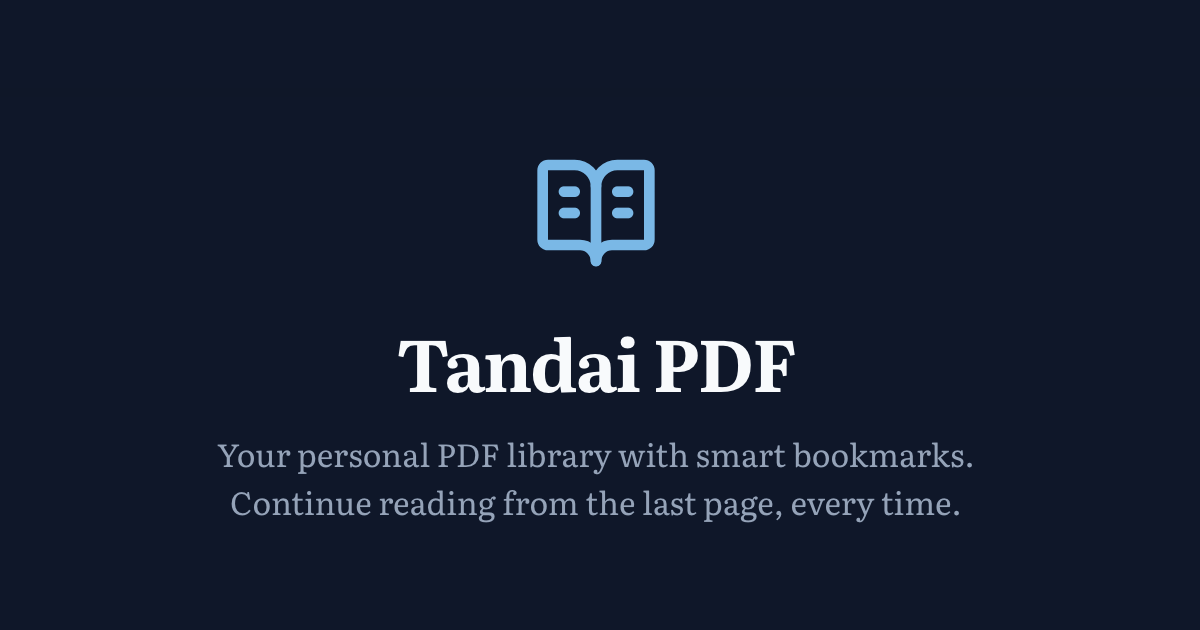 Tandai PDF
Your personal PDF library with smart bookmarks.
Continue reading from the last page, every time.